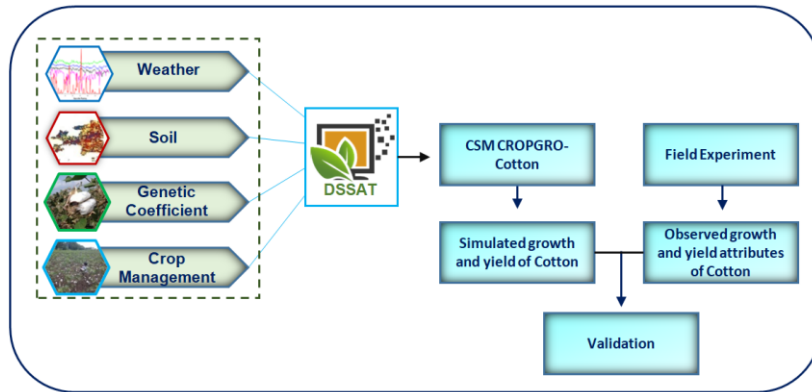 Weather
Soil
Genetic
Coefficient
Crop
Management
DSSAT
CSM CROPGRO-
Cotton
Simulated growth
and yield of Cotton
Field Experiment
Observed growth
and yield attributes
of Cotton
Validation